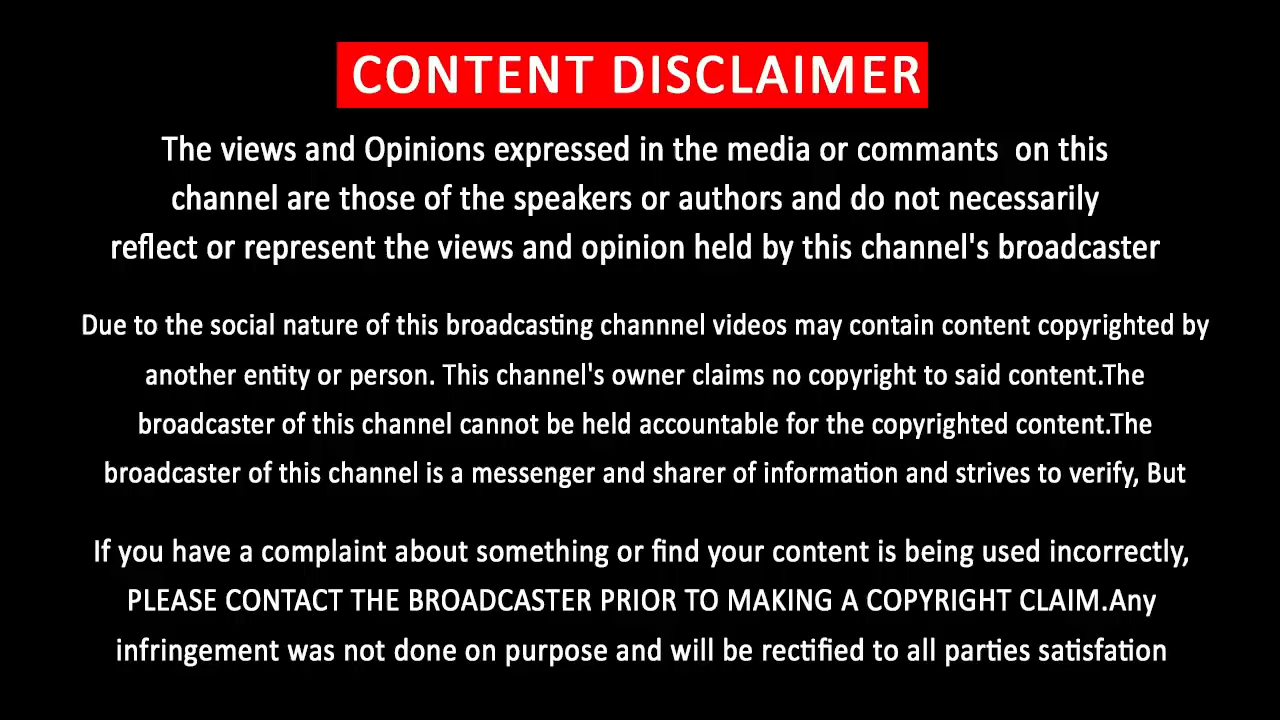 CONTENT DISCLAIMER
The views and Opinions expressed in the media or commants on this
channel are those of the speakers or authors and do not necessarily
reflect or represent the views and opinion held by this channel's broadcaster
Due to the social nature of this broadcasting channnel videos may contain content copyrighted by
another entity or person. This channel's owner claims no copyright to said content.The
broadcaster of this channel cannot be held accountable for the copyrighted content.The
broadcaster of this channel is a messenger and sharer of information and strives to verify, But
If you have a complaint about something or find your content is being used incorrectly,
PLEASE CONTACT THE BROADCASTER PRIOR TO MAKING A COPYRIGHT CLAIM.Any
infringement was not done on purpose and will be rectified to all parties satisfation